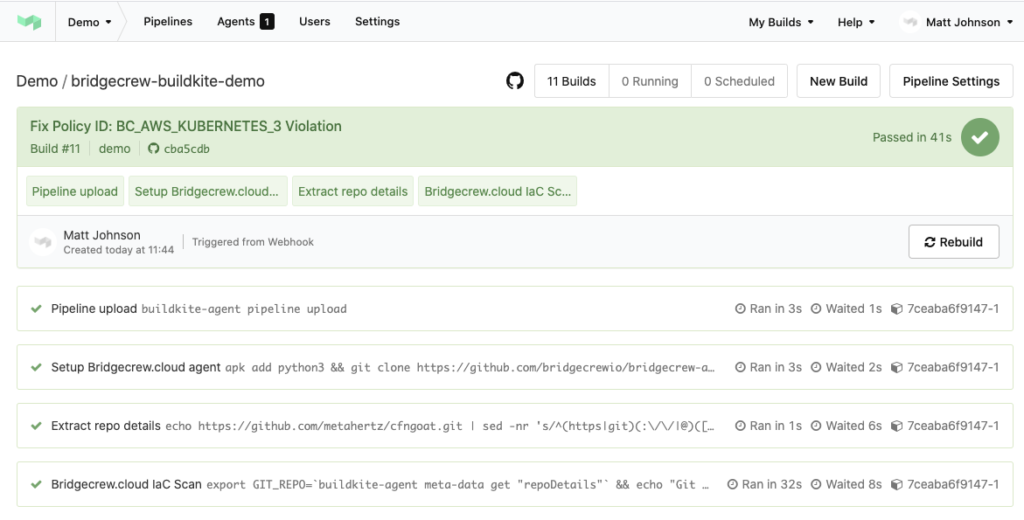 Demo Pipelines Agents 1 Users Settings My Builds Help Matt Johnson
Demo / bridgecrew-buildkite-demo 11 Builds 0 Running 0 Scheduled New Build Pipeline Settings
Fix Policy ID: BC_AWS_KUBERNETES_3 Violation
Build #11 demo cba5cdb Passed in 41s
Pipeline upload Setup Bridgecrew.cloud... Extract repo details Bridgecrew.cloud IaC Sc...
Matt Johnson
Created today at 11:44 Triggered from Webhook Rebuild
Pipeline upload buildkite-agent pipeline upload Ran in 3s Waited 1s 7ceaba6f9147-1
Setup Bridgecrew.cloud agent apk add python3 && git clone https://github.com/bridgecrewio/bridgecrew-a… Ran in 3s Waited 2s 7ceaba6f9147-1
Extract repo details echo https://github.com/metahertz/cfngoat.git | sed -nr 's/^(https|git)(:\/\/|@)([… Ran in 1s Waited 6s 7ceaba6f9147-1
Bridgecrew.cloud IaC Scan export GIT_REPO=`buildkite-agent meta-data get "repoDetails"` && echo "Git … Ran in 32s Waited 8s 7ceaba6f9147-1